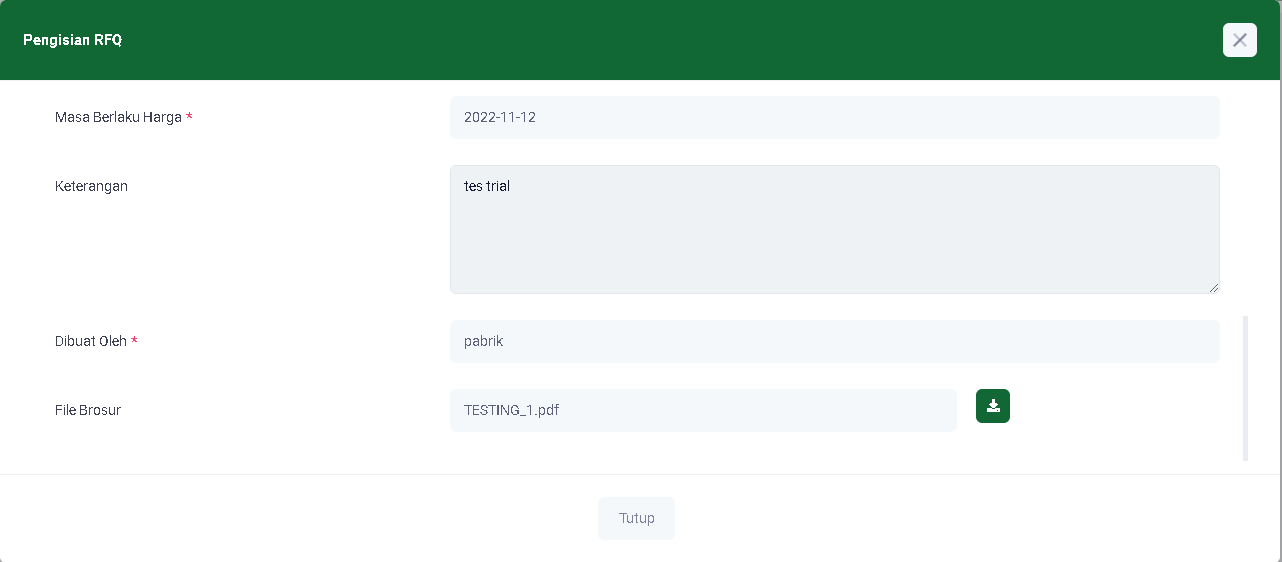 Pengisian RFQ
Masa Berlaku Harga *
2022-11-12
Keterangan
tes trial
Dibuat Oleh *
pabrik
File Brosur
TESTING_1.pdf
Tutup